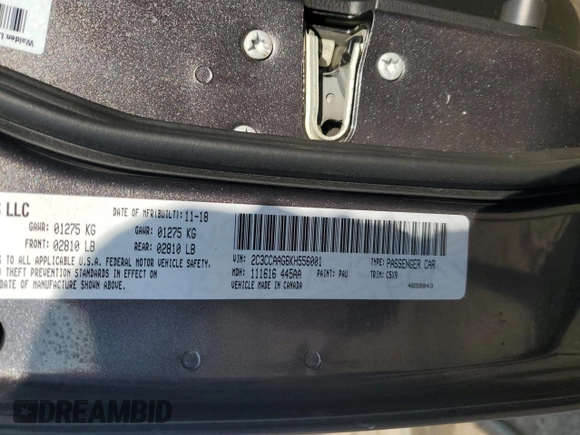 Walden L
S LLC
DATE OF MFR(BUILT): 11-18
GAWR: 01275 KG
GAWR: 01275 KG
FRONT: 02810 LB
REAR: 02810 LB
S TO ALL APPLICABLE U.S.A. FEDERAL MOTOR VEHICLE SAFETY,
D THEFT PREVENTION STANDARDS IN EFFECT ON THE
DATE OF MANUFACTURE SHOWN ABOVE.
VIN: 2C3CCAAG6KH556001
TYPE: PASSENGER CAR
MDH: 111616 445AA
PAINT: PAU
TRIM: C5X9
VEHICLE MADE IN CANADA
4658843
DREAMBID